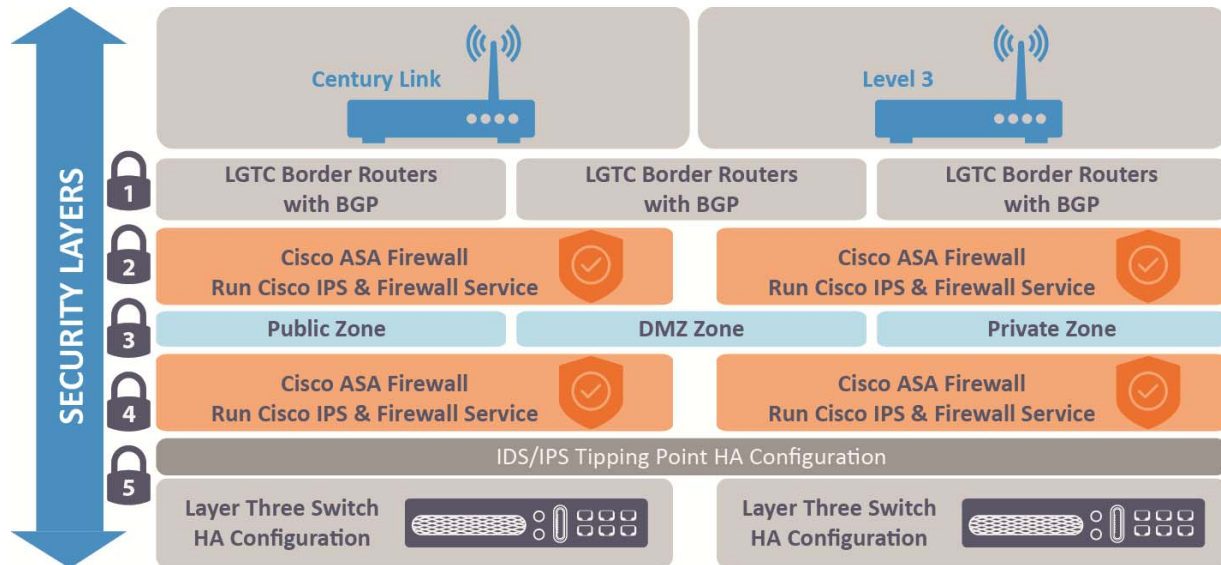 SECURITY LAYERS
Century Link
Level 3
1
LGTC Border Routers
with BGP
LGTC Border Routers
with BGP
LGTC Border Routers
with BGP
2
Cisco ASA Firewall
Run Cisco IPS & Firewall Service
Cisco ASA Firewall
Run Cisco IPS & Firewall Service
3
Public Zone
DMZ Zone
Private Zone
4
Cisco ASA Firewall
Run Cisco IPS & Firewall Service
Cisco ASA Firewall
Run Cisco IPS & Firewall Service
5
IDS/IPS Tipping Point HA Configuration
Layer Three Switch
HA Configuration
Layer Three Switch
HA Configuration